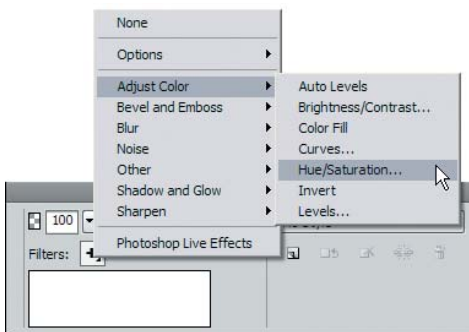 None
Options
Adjust Color
Bevel and Emboss
Blur
Noise
Other
Shadow and Glow
Sharpen
Photoshop Live Effects
Auto Levels
Brightness/Contrast...
Color Fill
Curves...
Hue/Saturation...
Invert
Levels...
100
Filters: